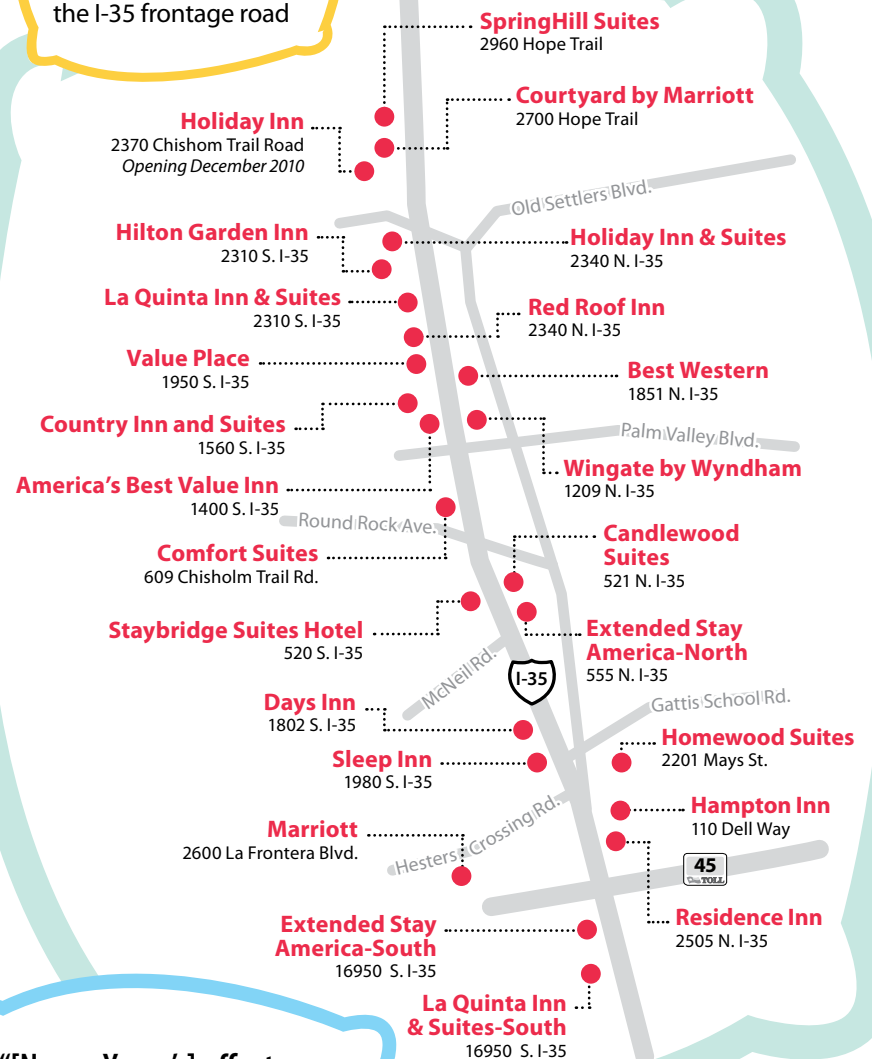 the I-35 frontage road
SpringHill Suites
2960 Hope Trail
Courtyard by Marriott
2700 Hope Trail
Holiday Inn
2370 Chishom Trail Road
Opening December 2010
Old Settlers Blvd.
Hilton Garden Inn
2310 S. I-35
Holiday Inn & Suites
2340 N. I-35
La Quinta Inn & Suites
2310 S. I-35
Red Roof Inn
2340 N. I-35
Value Place
1950 S. I-35
Best Western
1851 N. I-35
Country Inn and Suites
1560 S. I-35
Palm Valley Blvd.
Wingate by Wyndham
1209 N. I-35
America's Best Value Inn
1400 S. I-35
Round Rock Ave.
Comfort Suites
609 Chisholm Trail Rd.
Candlewood
Suites
521 N. I-35
Staybridge Suites Hotel
520 S. I-35
Extended Stay
America-North
555 N. I-35
McNeil Rd.
I-35
Gattis School Rd.
Days Inn
1802 S. I-35
Sleep Inn
1980 S. I-35
Homewood Suites
2201 Mays St.
Hampton Inn
110 Dell Way
Marriott
2600 La Frontera Blvd.
Hesters Crossing Rd.
45
TOLL
Residence Inn
2505 N. I-35
Extended Stay
America-South
16950 S. I-35
La Quinta Inn
& Suites-South
16950 S. I-35